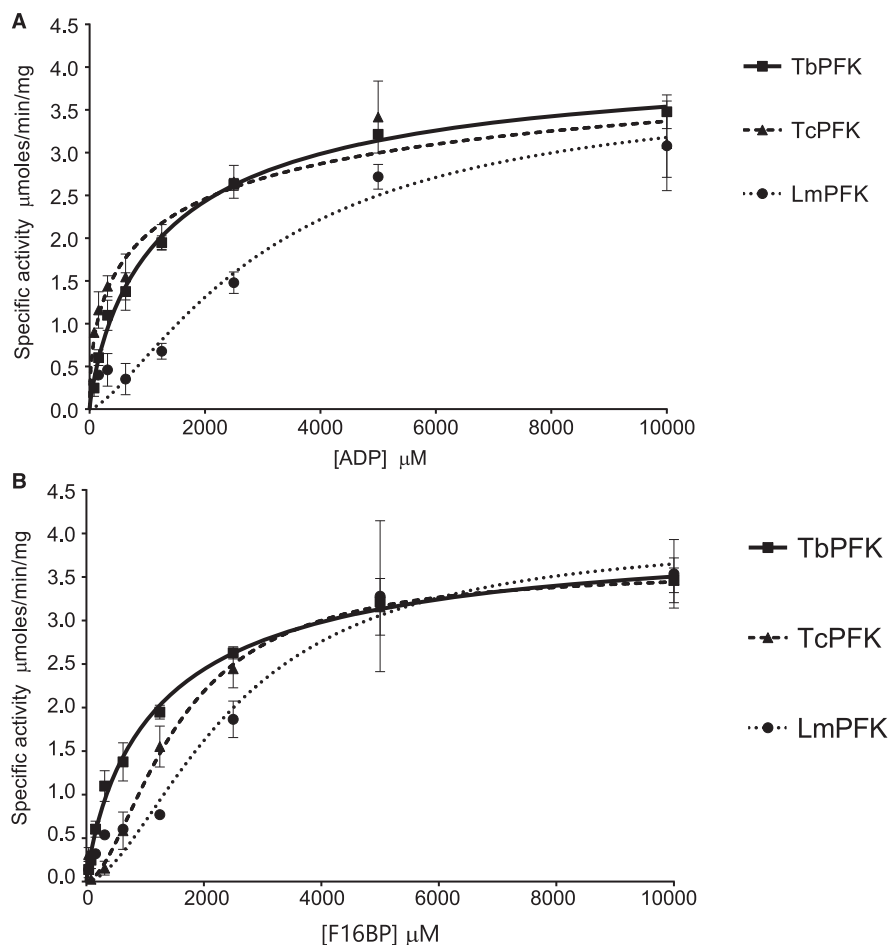 A
4.5
4.0
3.5
3.0
2.5
2.0
1.5
1.0
0.5
0.0
Specific activity μmoles/min/mg
0 2000 4000 6000 8000 10000
[ADP] μM
TbPFK
TcPFK
LmPFK
B
4.5
4.0
3.5
3.0
2.5
2.0
1.5
1.0
0.5
0.0
Specific activity μmoles/min/mg
0 2000 4000 6000 8000 10000
[F16BP] μM
TbPFK
TcPFK
LmPFK